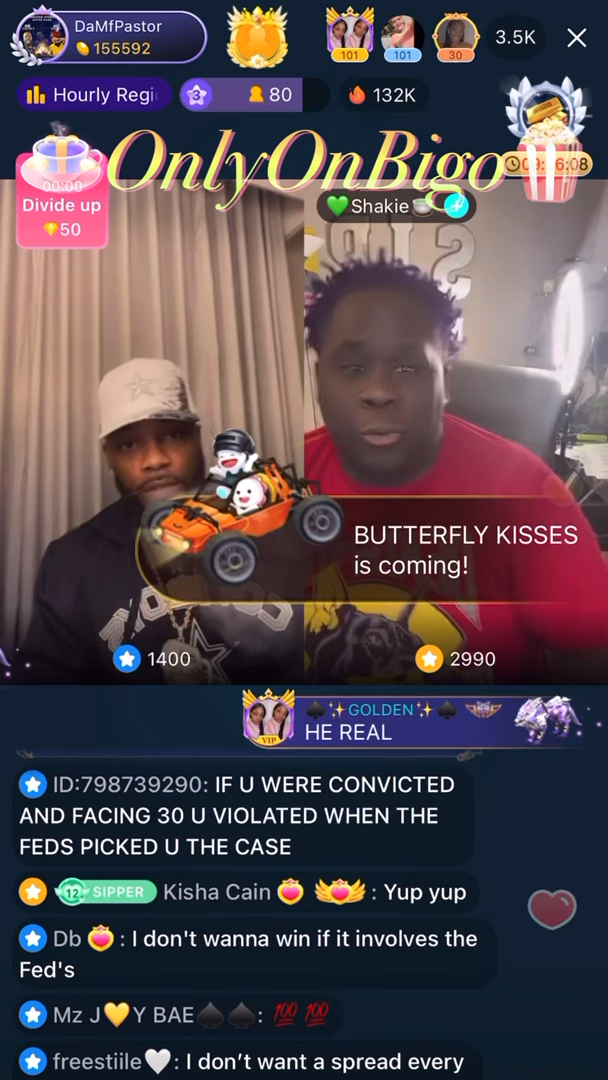 DaMfPastor
155592
101
101
30
3.5K
Hourly Regi
3
80
132K
OnlyOnBigo
00:00
Divide up
50
Shakie
BUTTERFLY KISSES
is coming!
1400
2990
GOLDEN
VIP
HE REAL
ID:798739290: IF U WERE CONVICTED
AND FACING 30 U VIOLATED WHEN THE
FEDS PICKED U THE CASE
12 SIPPER Kisha Cain : Yup yup
Db : I don't wanna win if it involves the
Fed's
Mz J💛Y BAE♠️♠️: 💯 💯
freestiile🤍: I don’t want a spread every